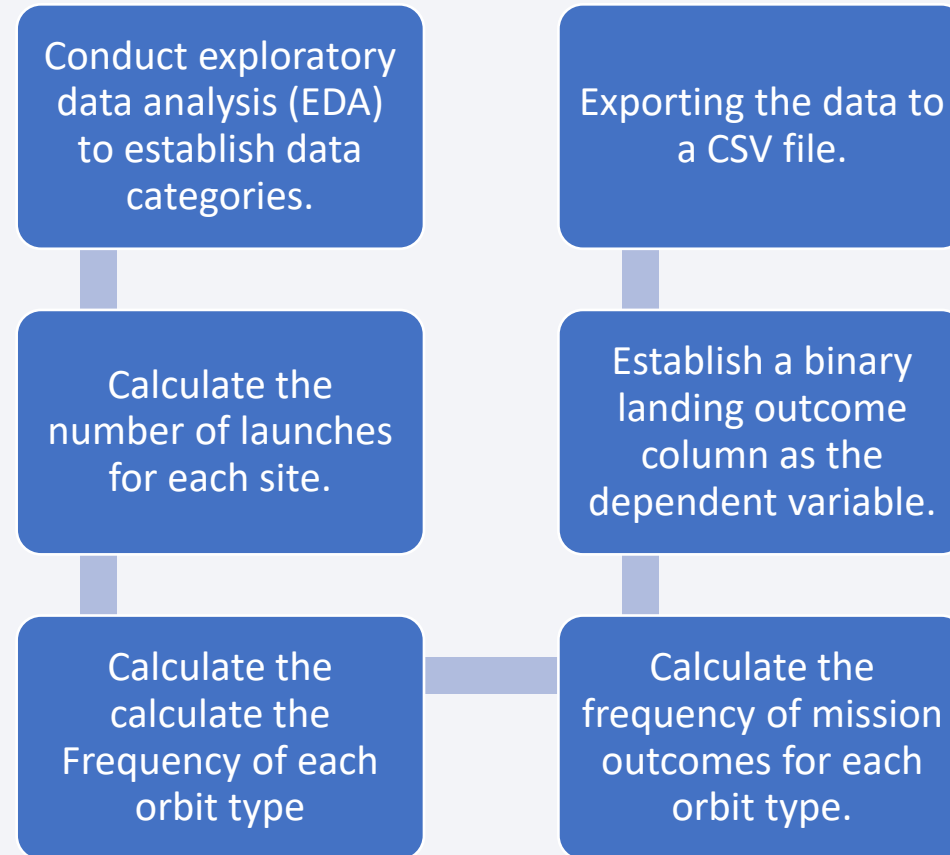 Conduct exploratory
data analysis (EDA)
to establish data
categories.
Calculate the
number of launches
for each site.
Calculate the
calculate the
Frequency of each
orbit type
Calculate the
frequency of mission
outcomes for each
orbit type.
Establish a binary
landing outcome
column as the
dependent variable.
Exporting the data to
a CSV file.